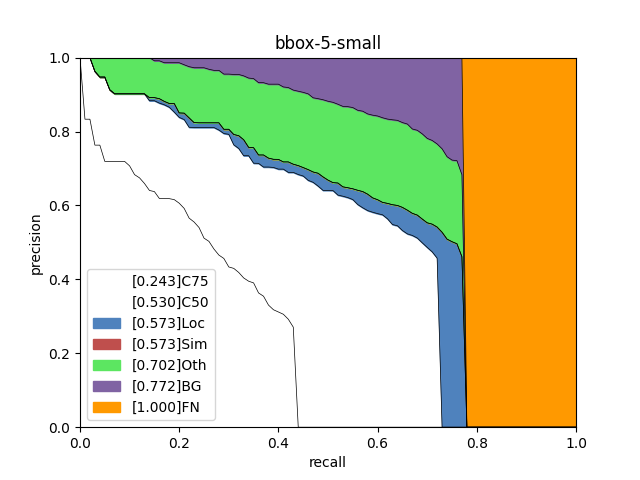 bbox-5-small
1.0
0.8
0.6
0.4
0.2
0.0
precision
[0.243]C75
[0.530]C50
[0.573]Loc
[0.573]Sim
[0.702]Oth
[0.772]BG
[1.000]FN
0.0 0.2 0.4 0.6 0.8 1.0
recall